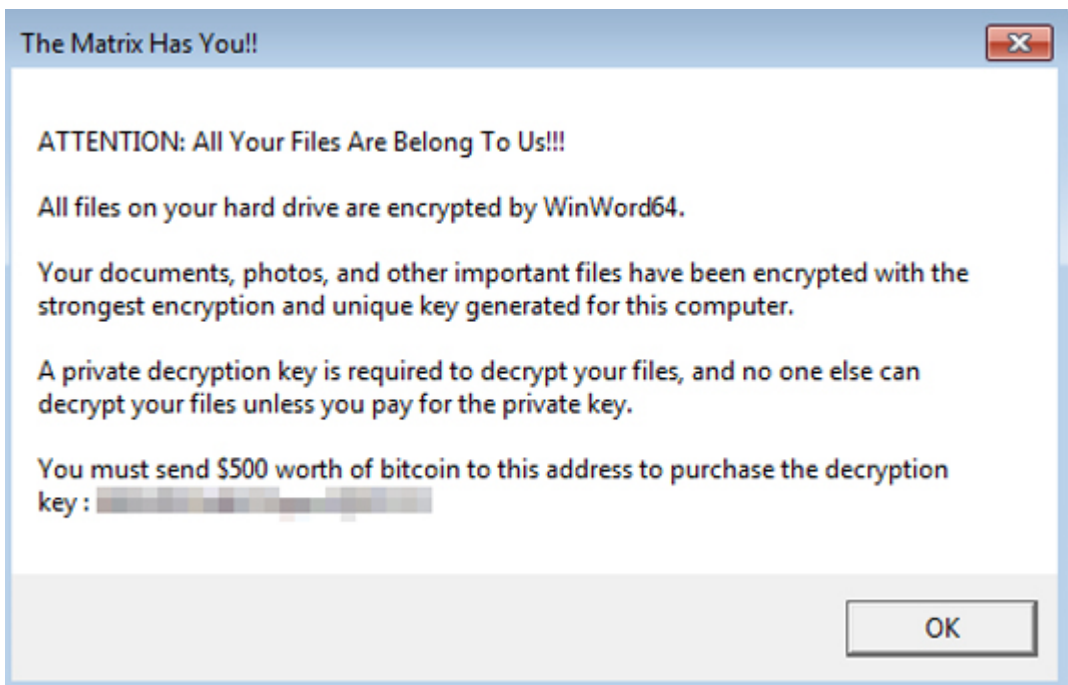 The Matrix Has You!!
ATTENTION: All Your Files Are Belong To Us!!!
All files on your hard drive are encrypted by WinWord64.
Your documents, photos, and other important files have been encrypted with the
strongest encryption and unique key generated for this computer.
A private decryption key is required to decrypt your files, and no one else can
decrypt your files unless you pay for the private key.
You must send $500 worth of bitcoin to this address to purchase the decryption
key :
OK